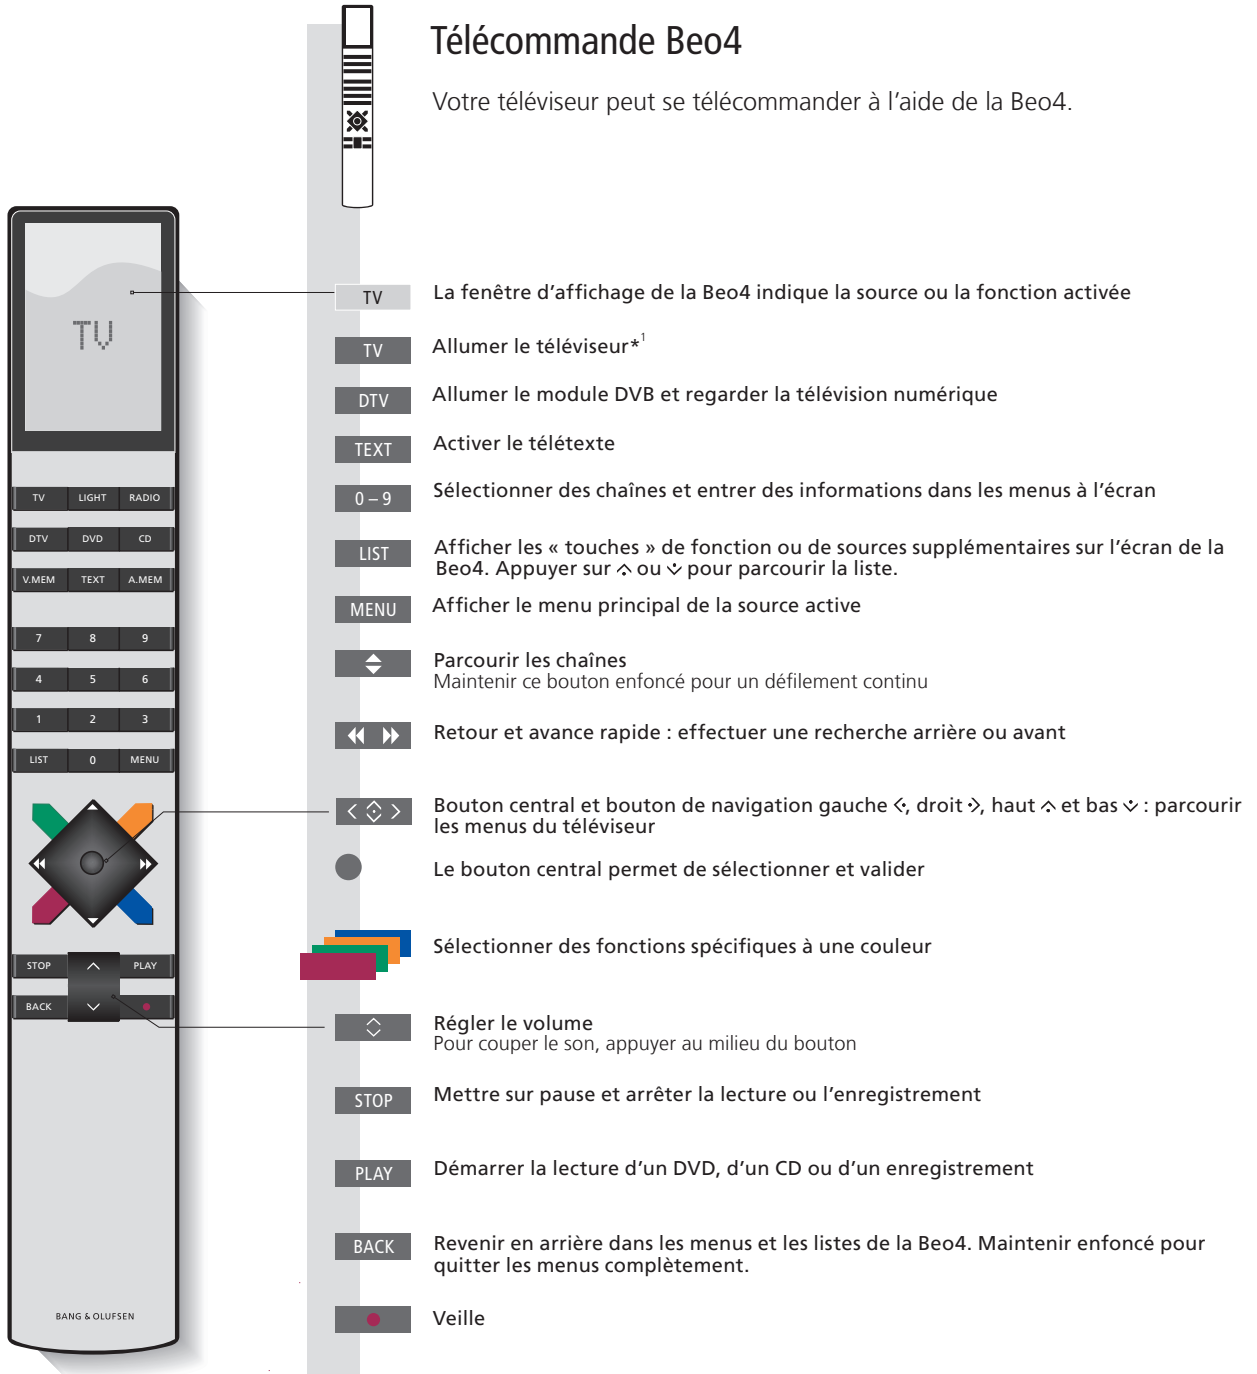 Télécommande Beo4
Votre téléviseur peut se télécommander à l’aide de la Beo4.
TV
TV LIGHT RADIO
DTV DVD CD
V.MEM TEXT A.MEM
7 8 9
4 5 6
1 2 3
LIST 0 MENU
STOP PLAY
BACK
BANG & OLUFSEN
TV La fenêtre d’affichage de la Beo4 indique la source ou la fonction activée
TV Allumer le téléviseur*1
DTV Allumer le module DVB et regarder la télévision numérique
TEXT Activer le télétexte
0 – 9 Sélectionner des chaînes et entrer des informations dans les menus à l’écran
LIST Afficher les « touches » de fonction ou de sources supplémentaires sur l’écran de la
Beo4. Appuyer sur ou pour parcourir la liste.
MENU Afficher le menu principal de la source active
Parcourir les chaînes
Maintenir ce bouton enfoncé pour un défilement continu
Retour et avance rapide : effectuer une recherche arrière ou avant
Bouton central et bouton de navigation gauche , droit , haut et bas : parcourir
les menus du téléviseur
Le bouton central permet de sélectionner et valider
Sélectionner des fonctions spécifiques à une couleur
Régler le volume
Pour couper le son, appuyer au milieu du bouton
STOP Mettre sur pause et arrêter la lecture ou l’enregistrement
PLAY Démarrer la lecture d’un DVD, d’un CD ou d’un enregistrement
BACK Revenir en arrière dans les menus et les listes de la Beo4. Maintenir enfoncé pour
quitter les menus complètement.
Veille